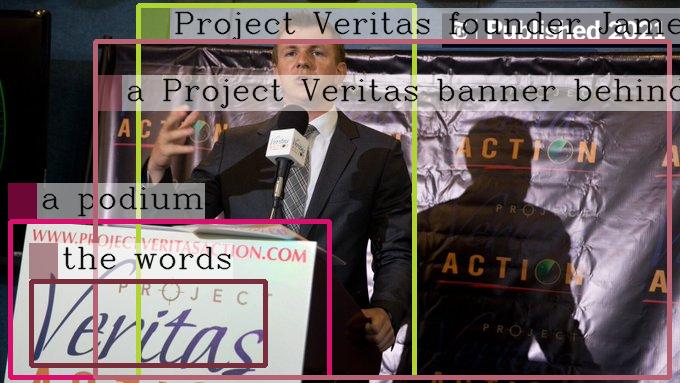 Project Veritas founder Jame
© Published 2021
a Project Veritas banner behind
ACTION
ACTION
PROJECT
a podium
WWW.PROJECTVERITASACTION.COM
the words
ACTION
PROJECT
Veritas
PROJECT
Veritas